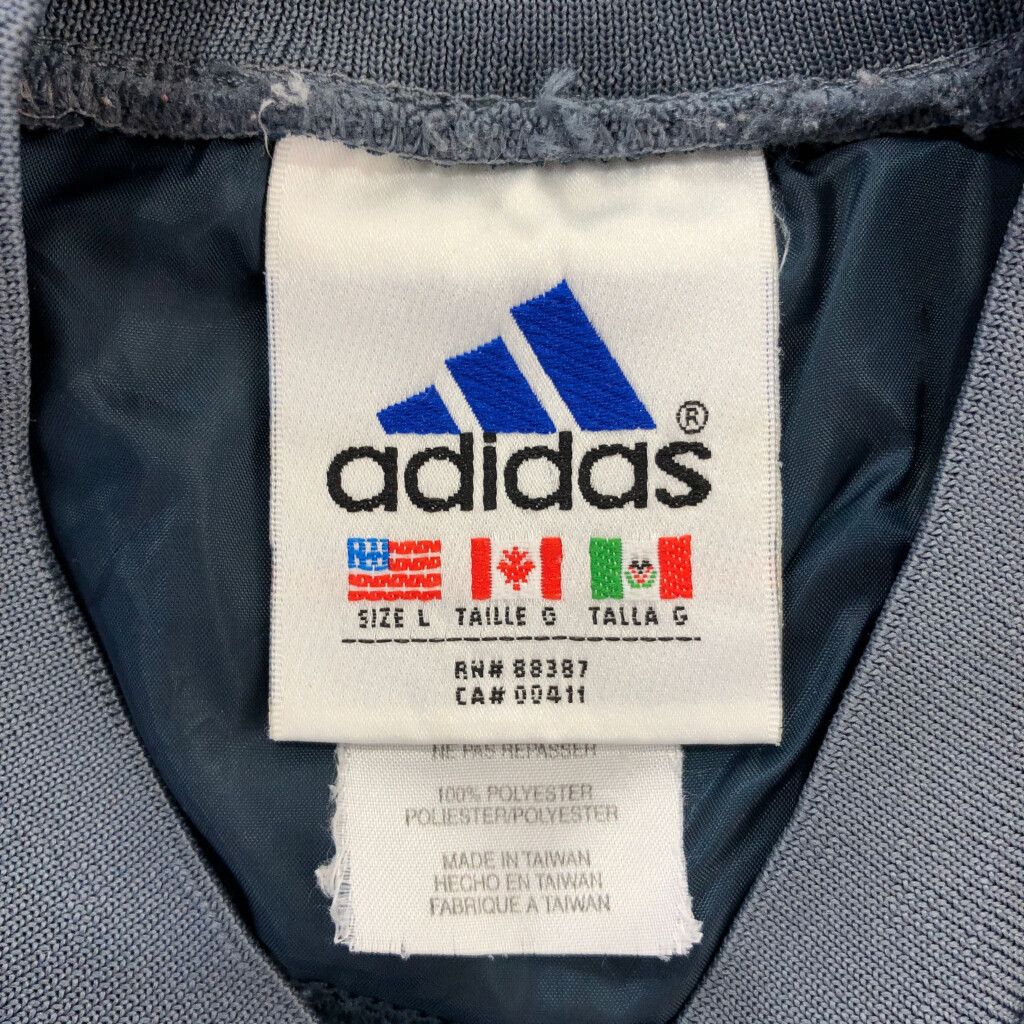 adidas ®
SIZE L TAILLE G TALLA G
RN# 88387
CA# 00411
NE PAS REPASSER
100% POLYESTER
POLIESTER/POLYESTER
MADE IN TAIWAN
HECHO EN TAIWAN
FABRIQUE A TAIWAN